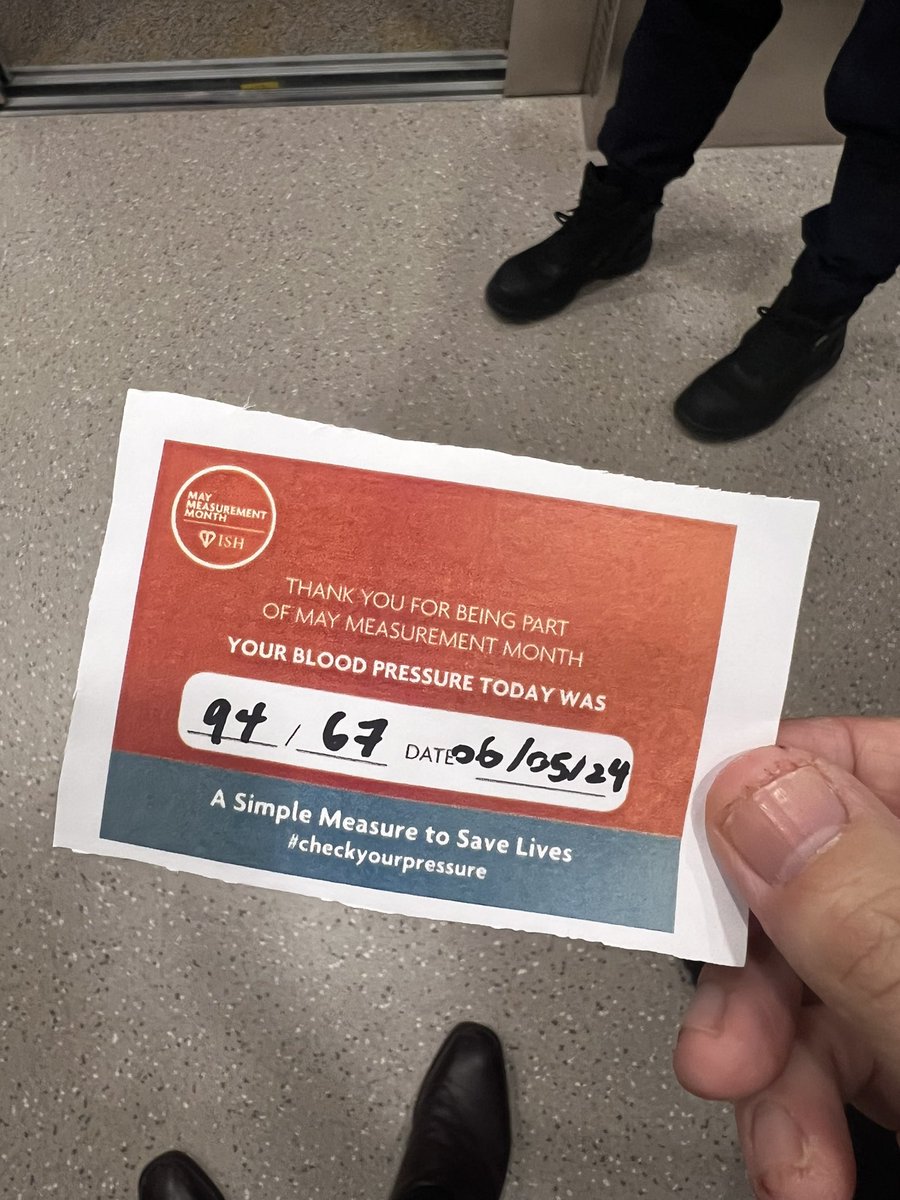 MAY
MEASUREMENT
MONTH
ISH
THANK YOU FOR BEING PART
OF MAY MEASUREMENT MONTH
YOUR BLOOD PRESSURE TODAY WAS
94 / 67 DATE 06/05/24
A Simple Measure to Save Lives
#checkyourpressure